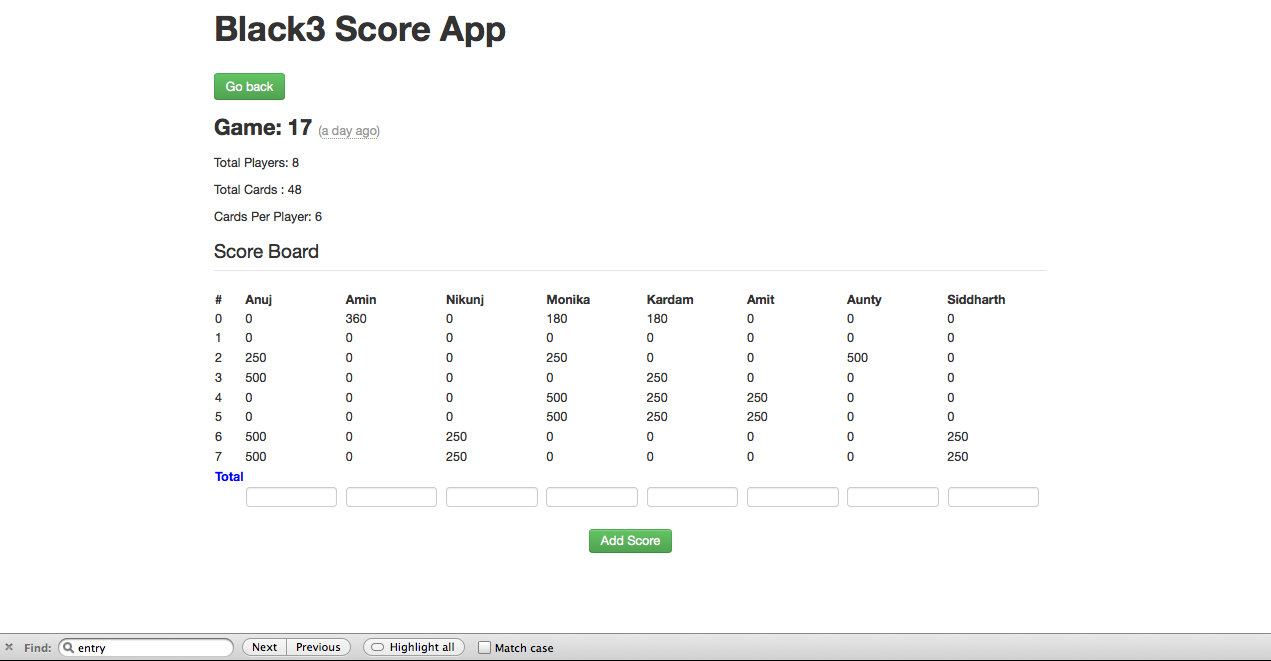 Black3 Score App
Go back
Game: 17 (a day ago)
Total Players: 8
Total Cards : 48
Cards Per Player: 6
Score Board
# Anuj Amin Nikunj Monika Kardam Amit Aunty Siddharth
0 0 360 0 180 180 0 0 0
1 0 0 0 0 0 0 0 0
2 250 0 0 250 0 0 500 0
3 500 0 0 0 250 0 0 0
4 0 0 0 500 250 250 0 0
5 0 0 0 500 250 250 0 0
6 500 0 250 0 0 0 0 250
7 500 0 250 0 0 0 0 250
Total
Add Score
Find: entry Next Previous Highlight all Match case